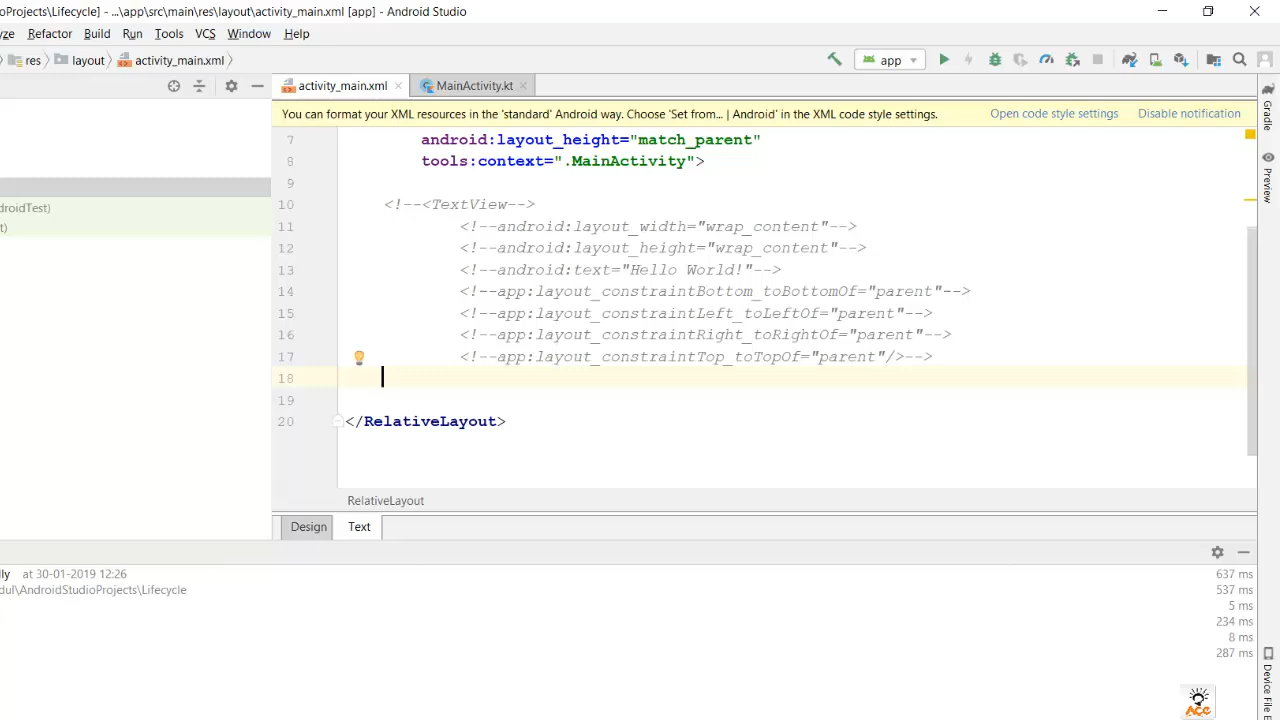 oProjects\Lifecycle] - ...\app\src\main\res\layout\activity_main.xml [app] - Android Studio
yze Refactor Build Run Tools VCS Window Help
res layout activity_main.xml app
activity_main.xml MainActivity.kt
You can format your XML resources in the 'standard' Android way. Choose 'Set from... | Android' in the XML code style settings. Open code style settings Disable notification
7 android:layout_height="match_parent"
8 tools:context=".MainActivity">
9
10 <!--<TextView-->
11 <!--android:layout_width="wrap_content"-->
12 <!--android:layout_height="wrap_content"-->
13 <!--android:text="Hello World!"-->
14 <!--app:layout_constraintBottom_toBottomOf="parent"-->
15 <!--app:layout_constraintLeft_toLeftOf="parent"-->
16 <!--app:layout_constraintRight_toRightOf="parent"-->
17 <!--app:layout_constraintTop_toTopOf="parent"/>-->
18
19
20 </RelativeLayout>
droidTest)
t)
RelativeLayout
Design Text
lly at 30-01-2019 12:26
dul\AndroidStudioProjects\Lifecycle
637 ms
537 ms
5 ms
234 ms
8 ms
287 ms
Gradle
Preview
Device File E
Acc